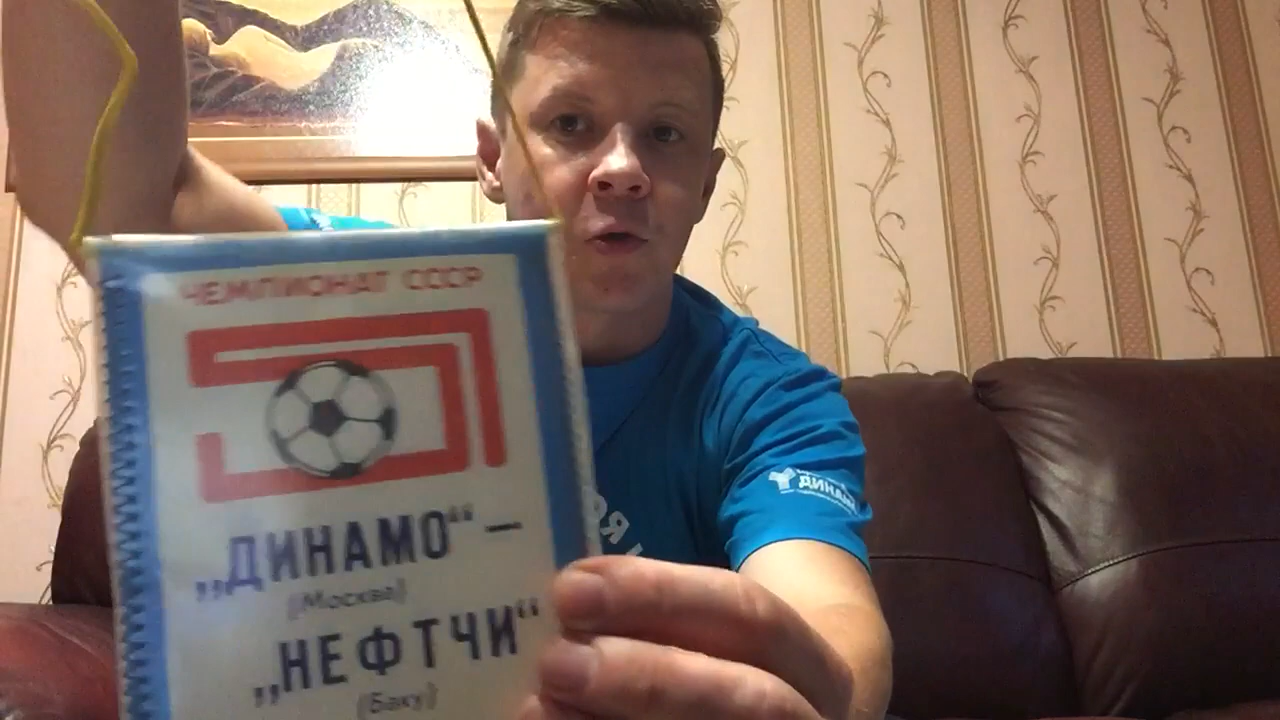 ЧЕМПИОНАТ СССР
„ДИНАМО“ –
(Москва)
„НЕФТЧИ“
(Баку)
ДИНАМО